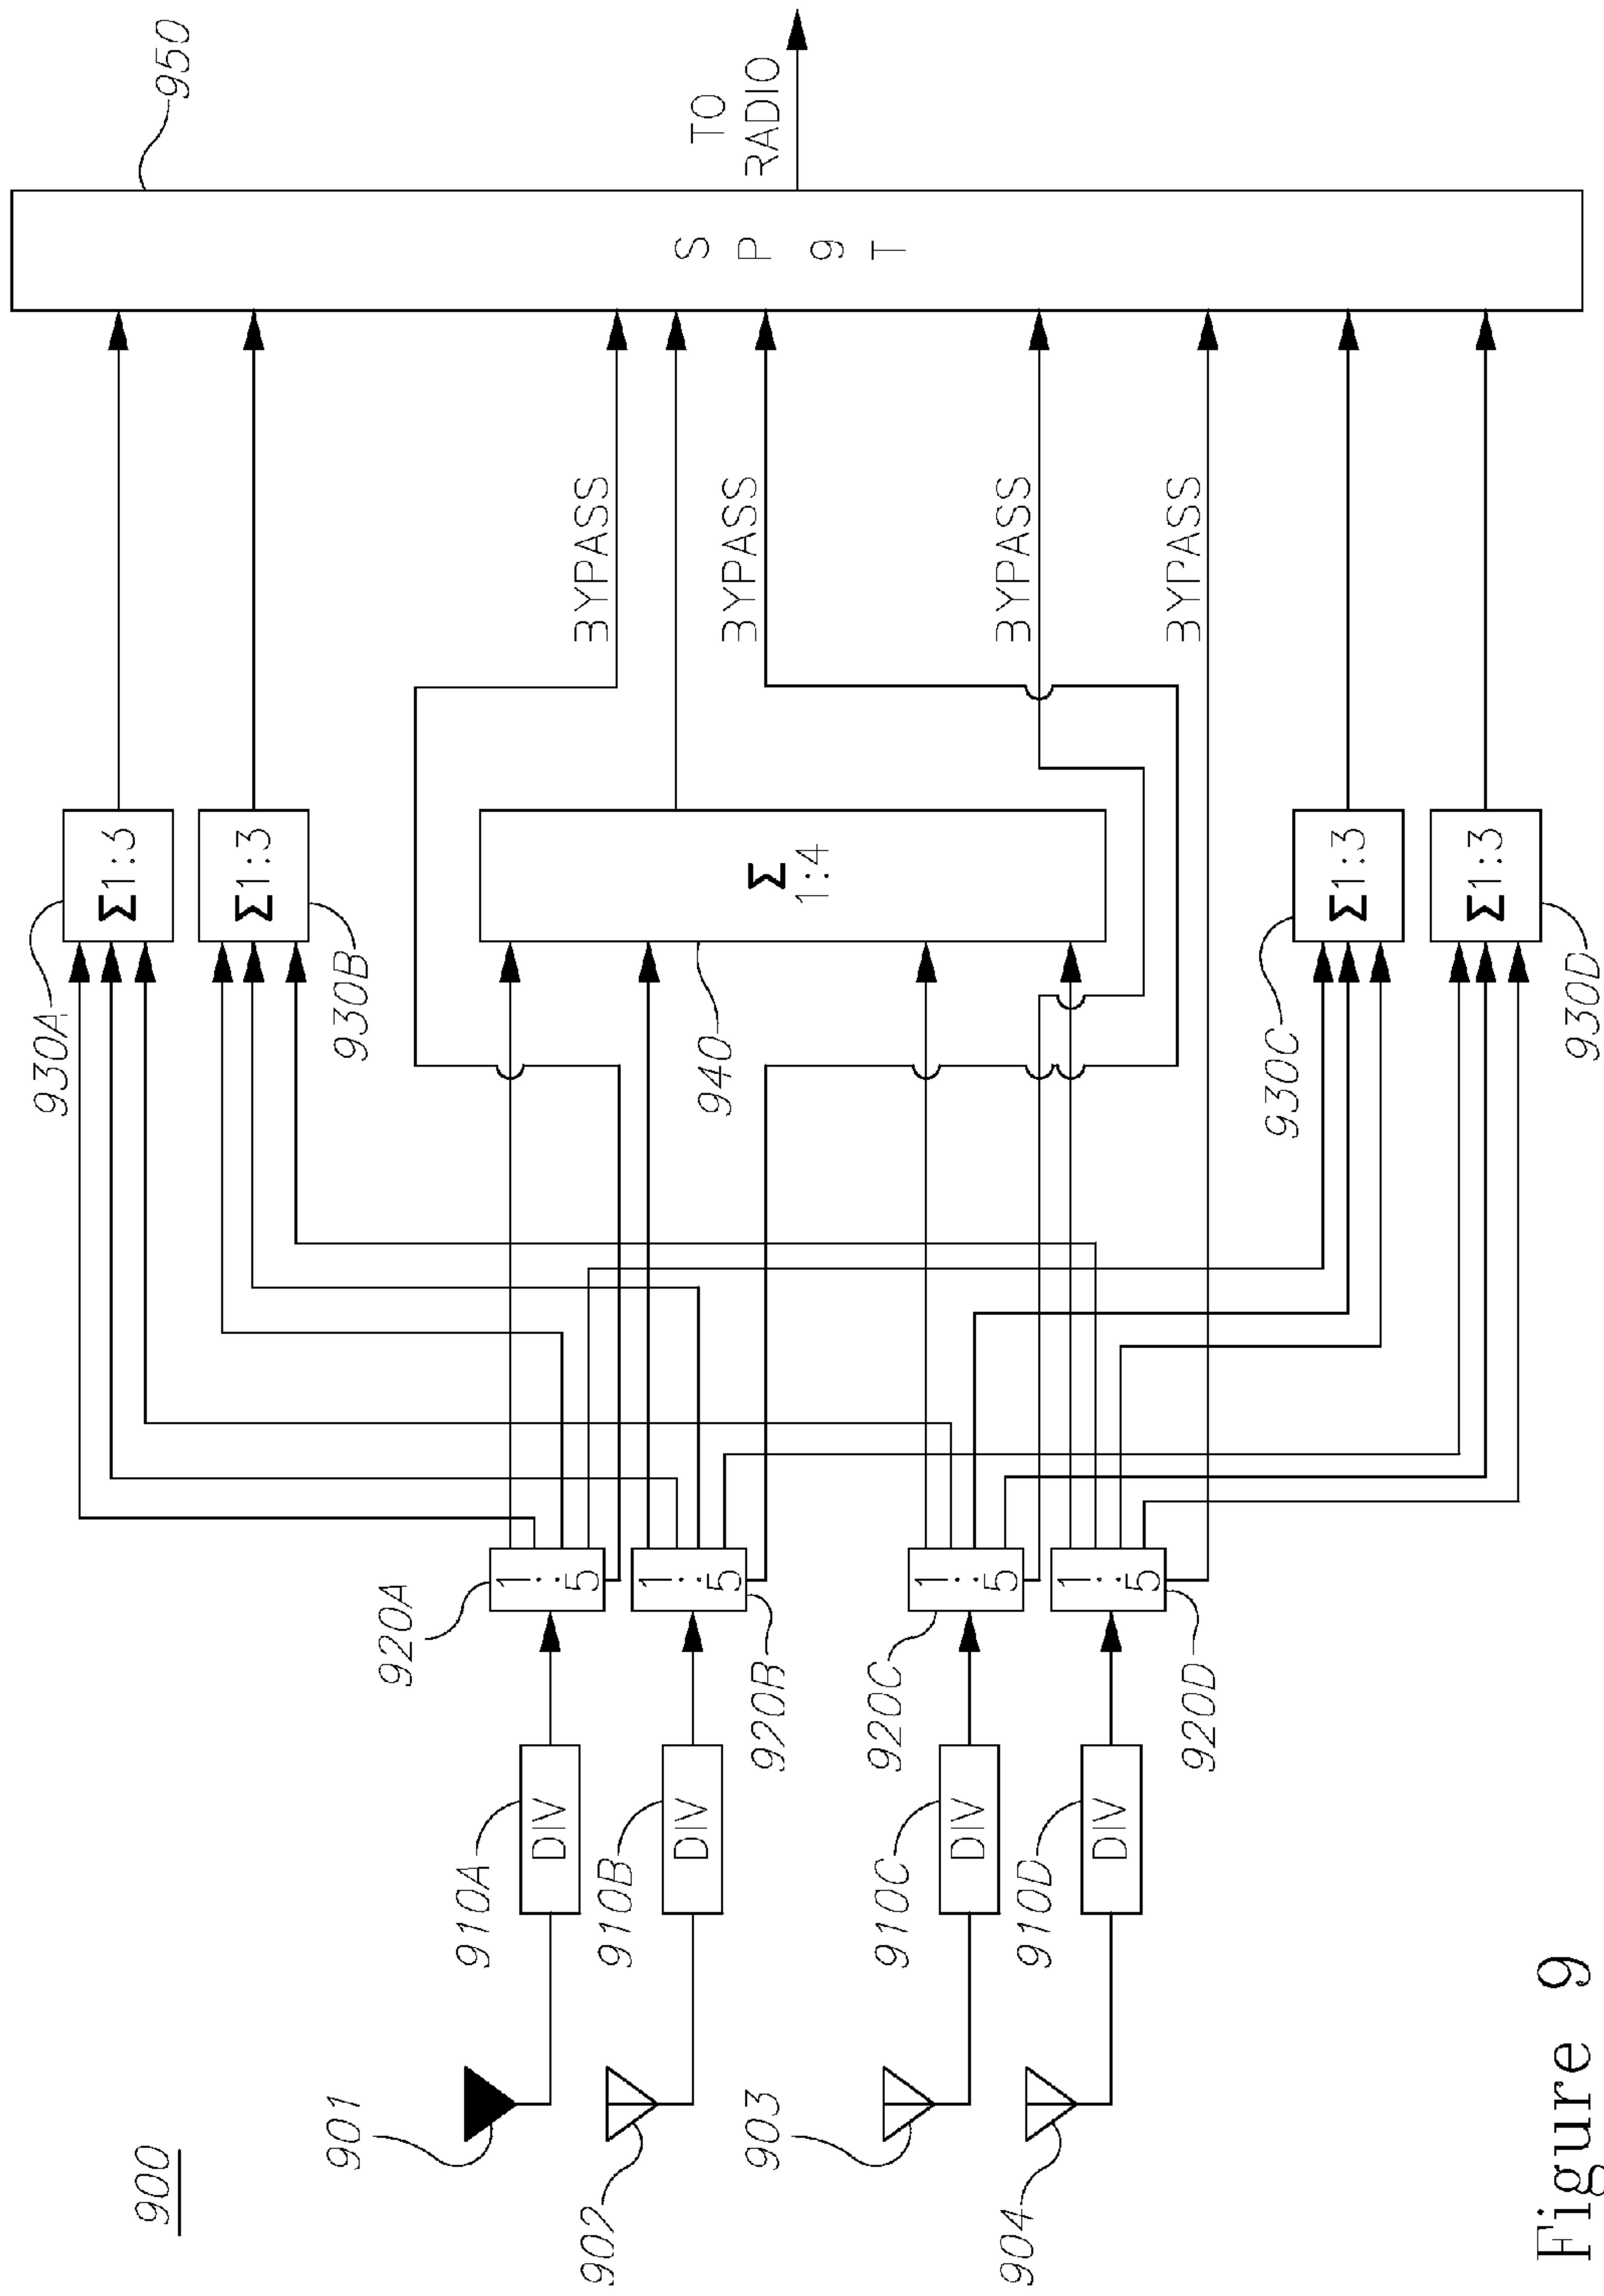 900
901
902
903
904
910A
910B
910C
910D
DIV
DIV
DIV
DIV
920A
920B
920C
920D
1:5
1:5
1:5
1:5
930A
930B
930C
930D
Σ1:3
Σ1:3
Σ1:3
Σ1:3
940
Σ
1:4
BYPASS
BYPASS
BYPASS
BYPASS
950
S
P
9
T
TO
RADIO
Figure 9